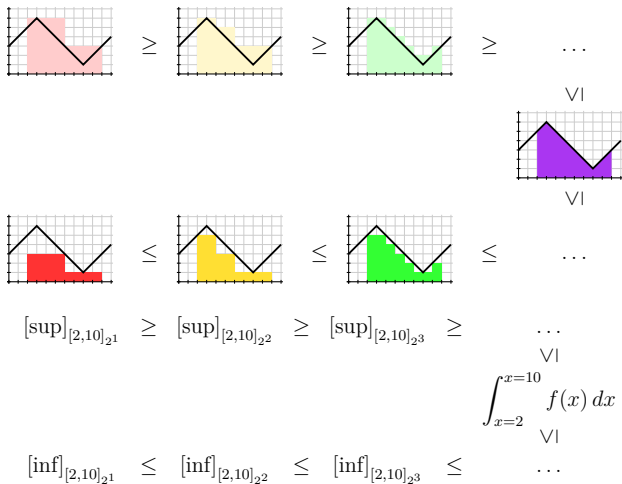 ≥ ≥ ≥ …
≥
≥
≤ ≤ ≤ …
[sup]_{[2,10]_{2^1}} ≥ [sup]_{[2,10]_{2^2}} ≥ [sup]_{[2,10]_{2^3}} ≥ …
≥
∫_{x=2}^{x=10} f(x) dx
≥
[inf]_{[2,10]_{2^1}} ≤ [inf]_{[2,10]_{2^2}} ≤ [inf]_{[2,10]_{2^3}} ≤ …